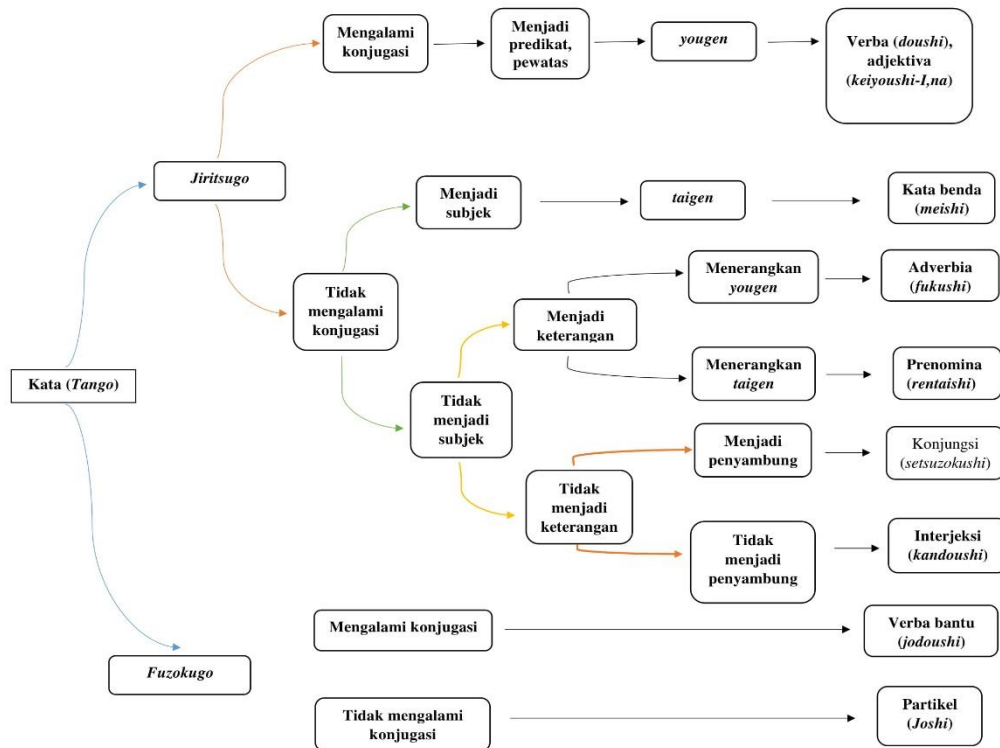 Mengalami
konjugasi
Menjadi
predikat,
pewatas
yougen
Verba (doushi),
adjektiva
(keiyoushi-I,na)
Jiritsugo
Menjadi
subjek
taigen
Kata benda
(meishi)
Tidak
mengalami
konjugasi
Menjadi
keterangan
Menerangkan
yougen
Adverbia
(fukushi)
Menerangkan
taigen
Prenomina
(rentaishi)
Kata (Tango)
Tidak
menjadi
subjek
Tidak
menjadi
keterangan
Menjadi
penyambung
Konjungsi
(setsuzokushi)
Tidak
menjadi
penyambung
Interjeksi
(kandoushi)
Fuzokugo
Mengalami konjugasi
Verba bantu
(jodoushi)
Tidak mengalami
konjugasi
Partikel
(Joshi)